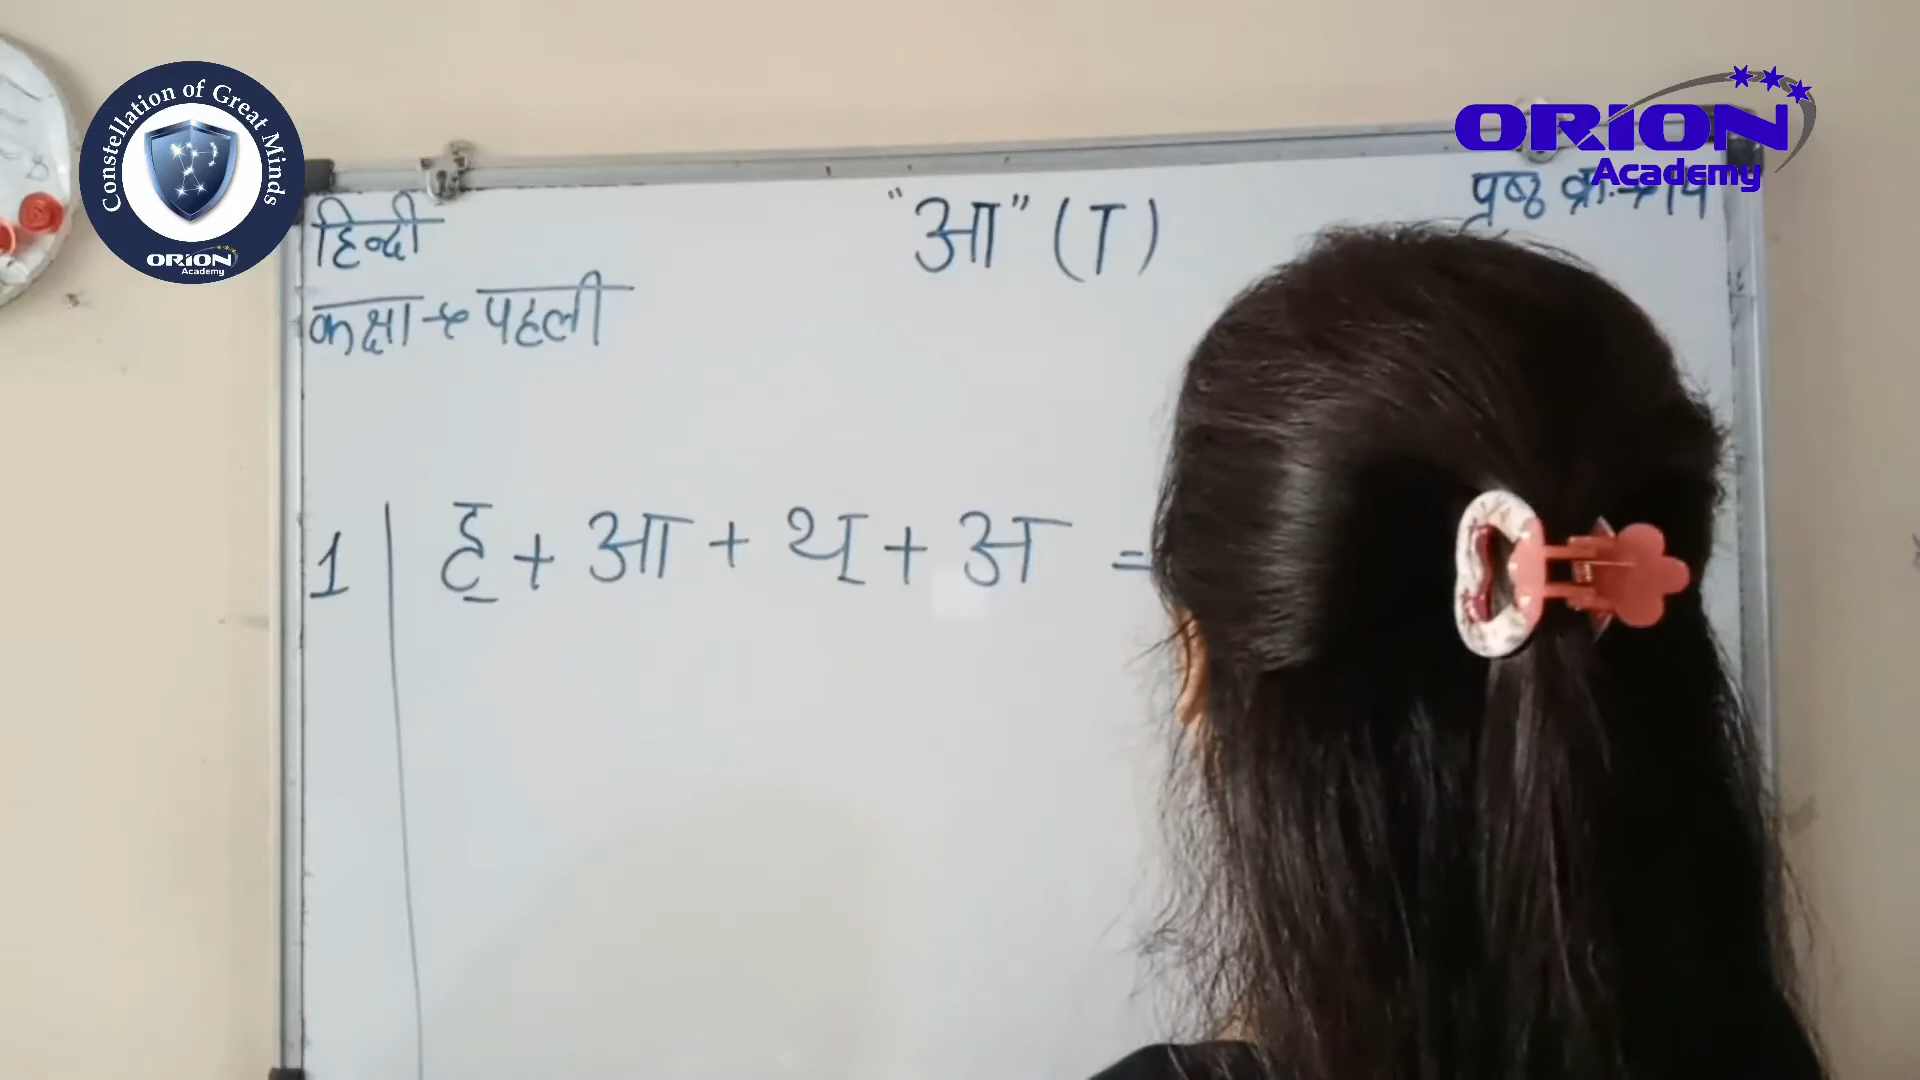 Constellation of Great Minds
ORION
Academy
ORION
Academy
हिन्दी
"आ" (ा)
पृष्ठ
कक्षा → पहली
1 | ह् + आ + थ् + अ =